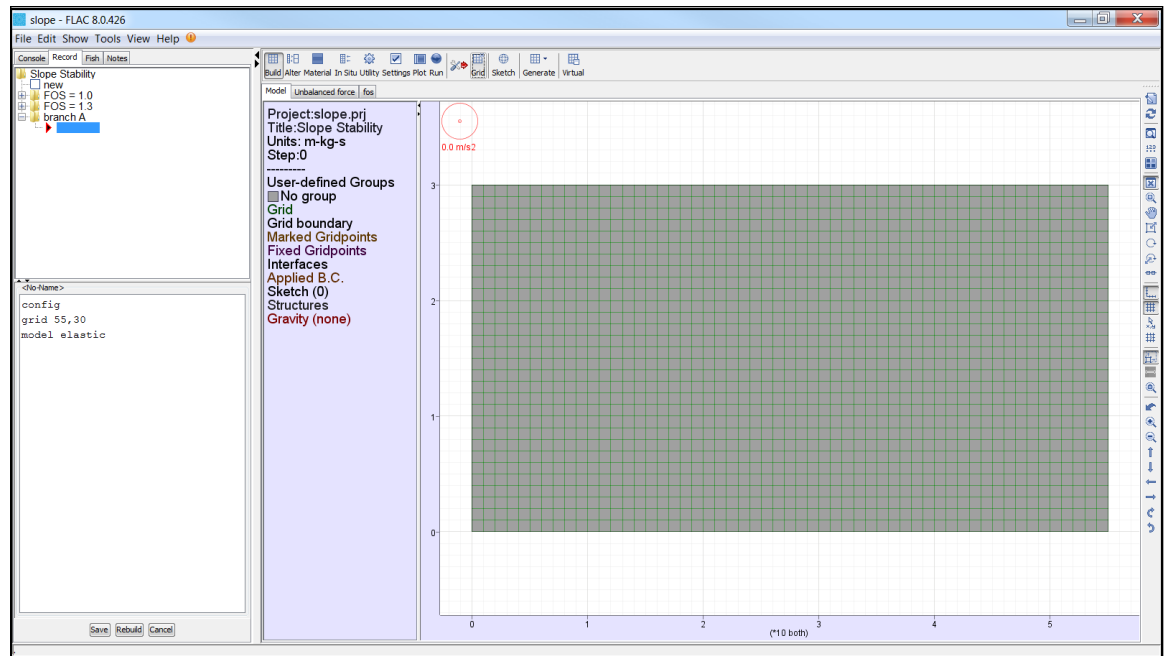 slope - FLAC 8.0.426
File Edit Show Tools View Help
Console Record Fish Notes
Slope Stability
new
FOS = 1.0
FOS = 1.3
branch A
<No-Name>
config
grid 55,30
model elastic
Save Rebuild Cancel
Build Alter Material In Situ Utility Settings Plot Run Grid Sketch Generate Virtual
Model Unbalanced force fos
Project:slope.prj
Title:Slope Stability
Units: m-kg-s
Step:0
---------
User-defined Groups
No group
Grid
Grid boundary
Marked Gridpoints
Fixed Gridpoints
Interfaces
Applied B.C.
Sketch (0)
Structures
Gravity (none)
0.0 m/s2
3
2
1
0
0 1 2 3 4 5
(*10 both)